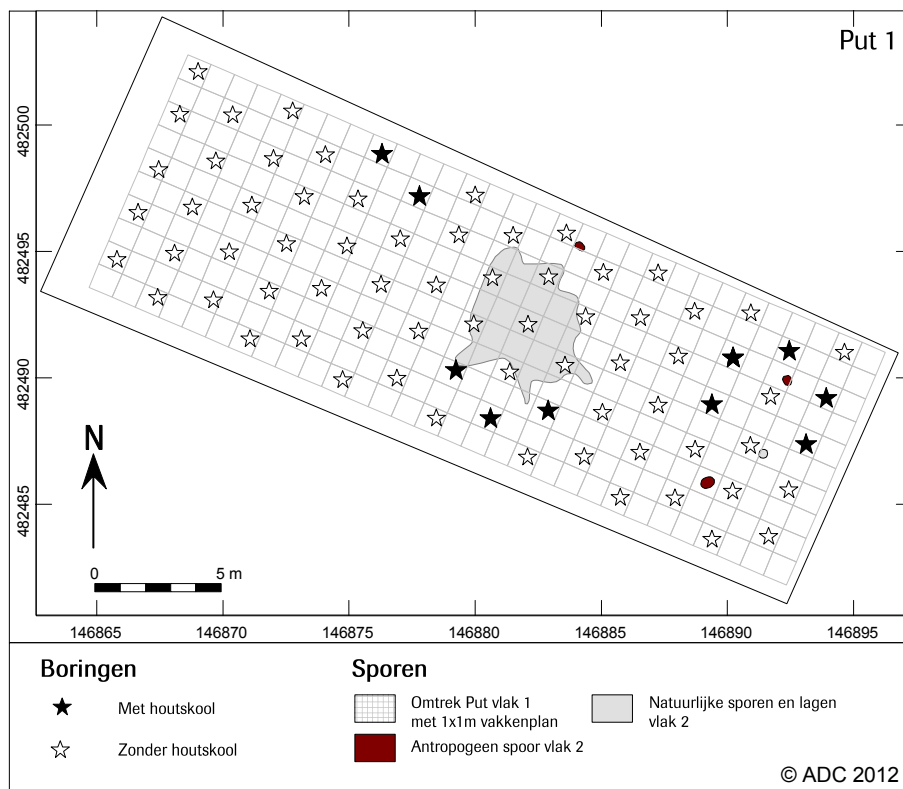 Put 1
482500
482495
482490
482485
N
0 5 m
146865 146870 146875 146880 146885 146890 146895
Boringen
Met houtskool
Zonder houtskool
Sporen
Omtrek Put vlak 1
met 1x1m vakkenplan
Antropogeen spoor vlak 2
Natuurlijke sporen en lagen
vlak 2
© ADC 2012